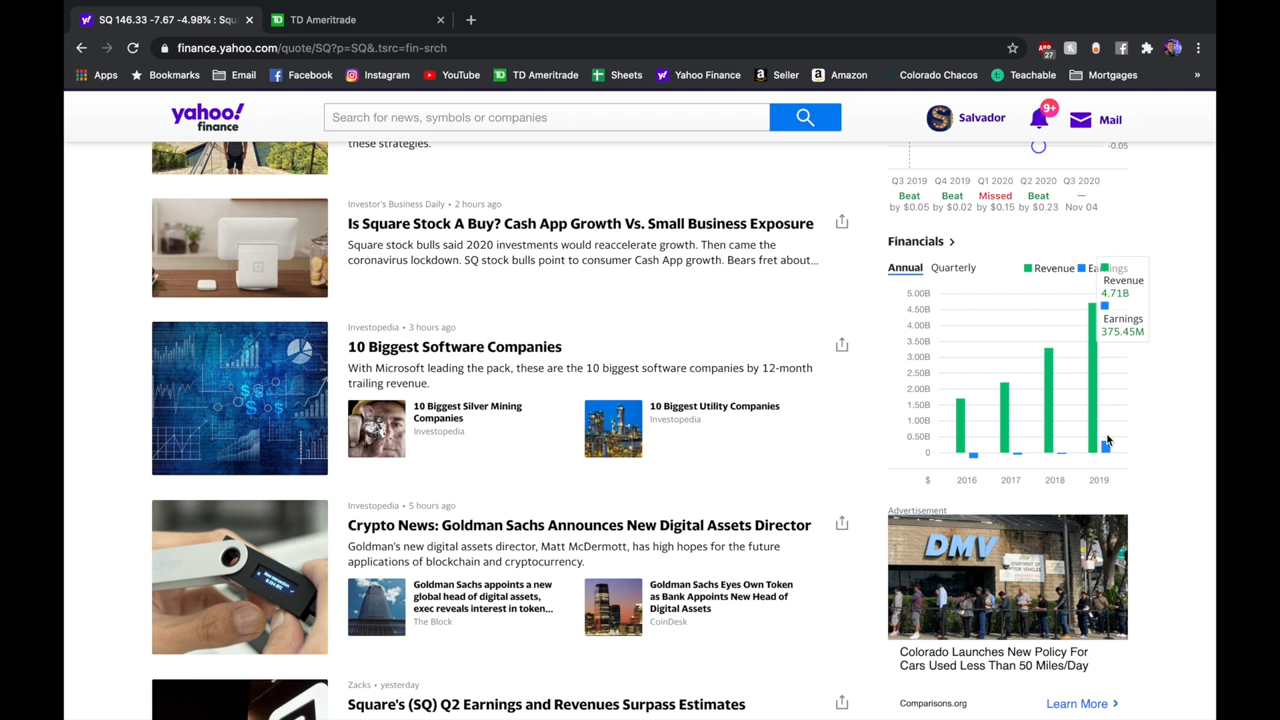 SQ 146.33 -7.67 -4.98% : Squ
TD Ameritrade
finance.yahoo.com/quote/SQ?p=SQ&.tsrc=fin-srch
27
Apps
Bookmarks
Email
Facebook
Instagram
YouTube
TD Ameritrade
Sheets
Yahoo Finance
Seller
Amazon
Colorado Chacos
Teachable
Mortgages
»
yahoo!
finance
Search for news, symbols or companies
Salvador
9+
Mail
these strategies.
Investor's Business Daily • 2 hours ago
Is Square Stock A Buy? Cash App Growth Vs. Small Business Exposure
Square stock bulls said 2020 investments would reaccelerate growth. Then came the
coronavirus lockdown. SQ stock bulls point to consumer Cash App growth. Bears fret about...
Investopedia • 3 hours ago
10 Biggest Software Companies
With Microsoft leading the pack, these are the 10 biggest software companies by 12-month
trailing revenue.
10 Biggest Silver Mining
Companies
Investopedia
10 Biggest Utility Companies
Investopedia
Investopedia • 5 hours ago
Crypto News: Goldman Sachs Announces New Digital Assets Director
Goldman's new digital assets director, Matt McDermott, has high hopes for the future
applications of blockchain and cryptocurrency.
Goldman Sachs appoints a new
global head of digital assets,
exec reveals interest in token...
The Block
Goldman Sachs Eyes Own Token
as Bank Appoints New Head of
Digital Assets
CoinDesk
Zacks • yesterday
Square's (SQ) Q2 Earnings and Revenues Surpass Estimates
-0.05
Q3 2019 Q4 2019 Q1 2020 Q2 2020 Q3 2020
Beat Beat Missed Beat —
by $0.05 by $0.02 by $0.15 by $0.23 Nov 04
Financials
Annual Quarterly
Revenue Earnings
Revenue
4.71B
Earnings
375.45M
5.00B
4.50B
4.00B
3.50B
3.00B
2.50B
2.00B
1.50B
1.00B
0.50B
0
$ 2016 2017 2018 2019
Advertisement
DMV
Colorado Launches New Policy For
Cars Used Less Than 50 Miles/Day
Comparisons.org
Learn More